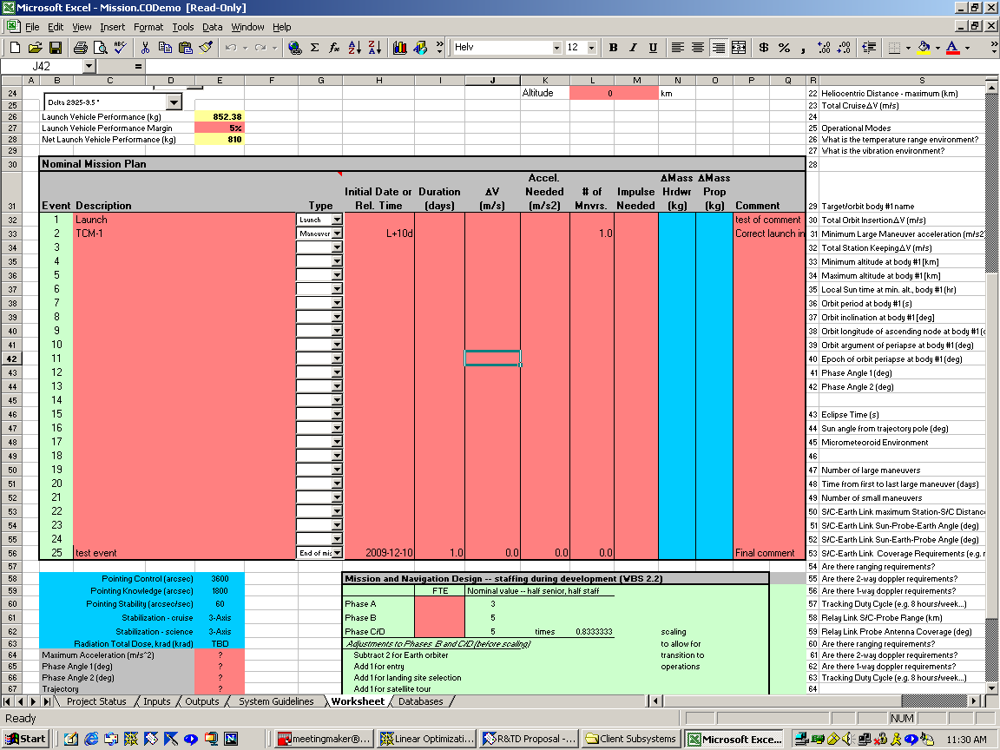 Microsoft Excel - Mission.CODemo [Read-Only]
File Edit View Insert Format Tools Data Window Help
Helv 12 B I U $ % ,
J42 =
A B C D E F G H I J K L M N O P Q R S
24 Altitude 0 km 22 Heliocentric Distance - maximum (km)
25 Delta 2925-9.5 * 23 Total CruiseΔV (m/s)
26 Launch Vehicle Performance (kg) 852.38 24
27 Launch Vehicle Performance Margin 5% 25 Operational Modes
28 Net Launch Vehicle Performance (kg) 810 26 What is the temperature range environment?
29 27 What is the vibration environment?
30 Nominal Mission Plan 28
Accel. ΔMass ΔMass
Initial Date or Duration ΔV Needed # of Impulse Hrdwr Prop
31 Event Description Type Rel. Time (days) (m/s) (m/s2) Mnvrs. Needed (kg) (kg) Comment 29 Target/orbit body #1name
32 1 Launch Launch test of comment 30 Total Orbit InsertionΔV (m/s)
33 2 TCM-1 Maneuver L+10d 1.0 Correct launch in 31 Minimum Large Maneuver acceleration (m/s2
34 3 32 Total Station KeepingΔV (m/s)
35 4 33 Minimum altitude at body #1[km]
36 5 34 Maximum altitude at body #1[km]
37 6 35 Local Sun time at min. alt., body #1(hr)
38 7 36 Orbit period at body #1(s)
39 8 37 Orbit inclination at body #1[deg]
40 9 38 Orbit longitude of ascending node at body #1(
41 10 39 Orbit argument of periapse at body #1(deg)
42 11 40 Epoch of orbit periapse at body #1(deg)
43 12 41 Phase Angle 1(deg)
44 13 42 Phase Angle 2 (deg)
45 14
46 15 43 Eclipse Time (s)
47 16 44 Sun angle from trajectory pole (deg)
48 17 45 Micrometeoroid Environment
49 18 46
50 19 47 Number of large maneuvers
51 20 48 Time from first to last large maneuver (days)
52 21 49 Number of small maneuvers
53 22 50 S/C-Earth Link maximum Station-S/C Distanc
54 23 51 S/C-Earth Link Sun-Probe-Earth Angle (deg)
55 24 52 S/C-Earth Link Sun-Earth-Probe Angle (deg)
56 25 test event End of mis 2009-12-10 1.0 0.0 0.0 0.0 Final comment 53 S/C-Earth Link Coverage Requirements (e.g. r
57 54 Are there ranging requirements?
58 Pointing Control (arcsec) 3600 Mission and Navigation Design -- staffing during development (WBS 2.2) 55 Are there 2-way doppler requirements?
59 Pointing Knowledge (arcsec) 1800 FTE Nominal value -- half senior, half staff 56 Are there 1-way doppler requirements?
60 Pointing Stability (arcsec/sec) 60 Phase A 3 57 Tracking Duty Cycle (e.g. 8 hours/week...)
61 Stabilization - cruise 3-Axis Phase B 5 58 Relay Link S/C-Probe Range (km)
62 Stabilization - science 3-Axis Phase C/D 5 times 0.8333333 scaling 59 Relay Link Probe Antenna Coverage (deg)
63 Radiation Total Dose, krad (krad) TBD Adjustments to Phases B and C/D (before scaling) to allow for 60 Are there ranging requirements?
64 Maximum Acceleration (m/s^2) ? Subtract 2 for Earth orbiter transition to 61 Are there 2-way doppler requirements?
65 Phase Angle 1 (deg) ? Add 1 for entry operations 62 Are there 1-way doppler requirements?
66 Phase Angle 2 (deg) ? Add 1 for landing site selection 63 Tracking Duty Cycle (e.g. 8 hours/week...)
67 Trajectory ? Add 1 for satellite tour 64
Project Status Inputs Outputs System Guidelines Worksheet Databases
Ready NUM
Start meetingmaker®... Linear Optimizati... R&TD Proposal -... Client Subsystems Microsoft Exce... 11:30 AM